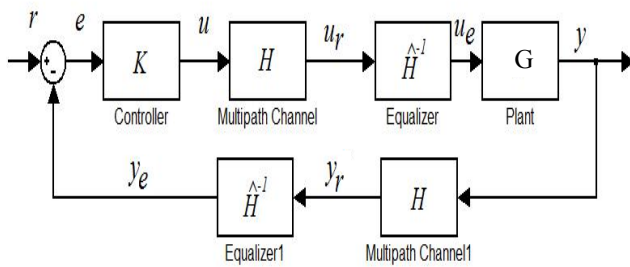 r e u u_r u_e y
+ -
K H Ĥ⁻¹ G
Controller Multipath Channel Equalizer Plant
y_e y_r
Ĥ⁻¹ H
Equalizer1 Multipath Channel1